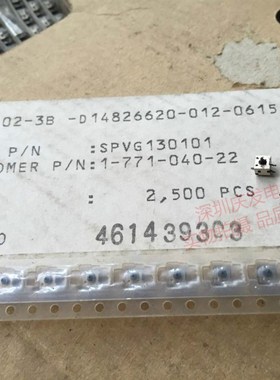 02-3B -D14826620-012-0615
P/N :SPVG130101
OMER P/N:1-771-040-22
2,500 PCS
O 461439303